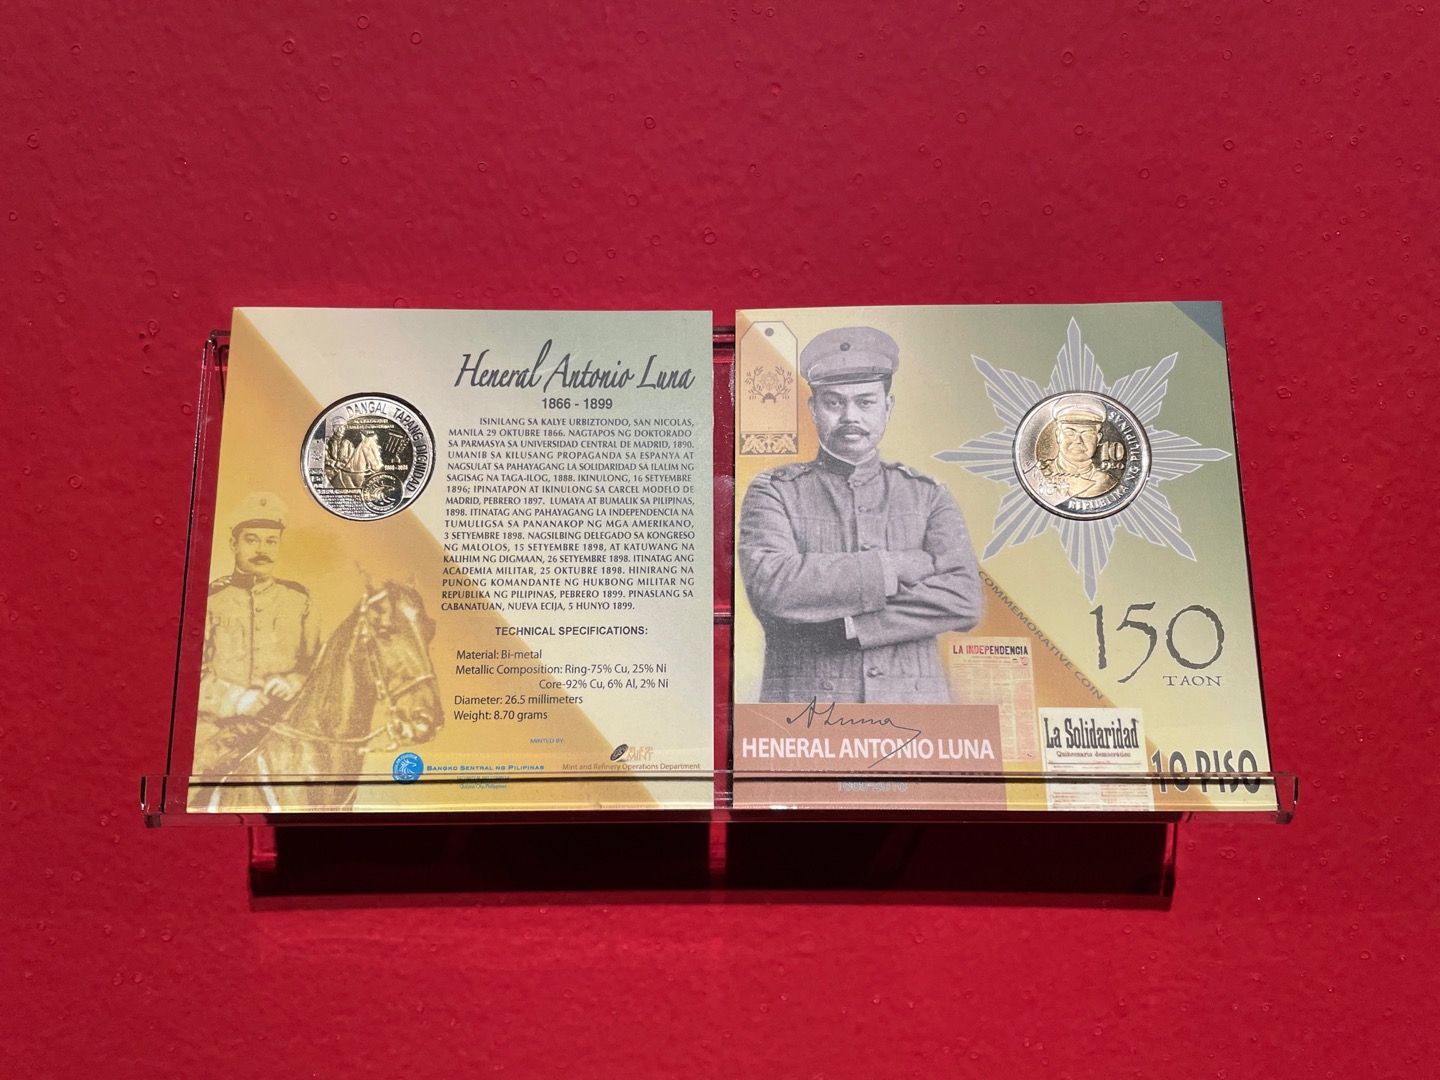 Heneral Antonio Luna
1866 - 1899
ISINILANG SA KALYE URBIZTONDO, SAN NICOLAS,
MANILA 29 OKTUBRE 1866. NAGTAPOS NG DOKTORADO
SA PARMASYA SA UNIVERSIDAD CENTRAL DE MADRID, 1890.
UMANIB SA KILUSANG PROPAGANDA SA ESPANYA AT
NAGSULAT SA PAHAYAGANG LA SOLIDARIDAD SA ILALIM NG
SAGISAG NA TAGA-ILOG, 1888. IKINULONG, 16 SETYEMBRE
1896; IPINATAPON AT IKINULONG SA CARCEL MODELO DE
MADRID, PEBRERO 1897. LUMAYA AT BUMALIK SA PILIPINAS,
1898. ITINATAG ANG PAHAYAGANG LA INDEPENDENCIA NA
TUMULIGSA SA PANANAKOP NG MGA AMERIKANO,
3 SETYEMBRE 1898. NAGSILBING DELEGADO SA KONGRESO
NG MALOLOS, 15 SETYEMBRE 1898, AT KATUWANG NA
KALIHIM NG DIGMAAN, 26 SETYEMBRE 1898. ITINATAG ANG
ACADEMIA MILITAR, 25 OKTUBRE 1898. HINIRANG NA
PUNONG KOMANDANTE NG HUKBONG MILITAR NG
REPUBLIKA NG PILIPINAS, PEBRERO 1899. PINASLANG SA
CABANATUAN, NUEVA ECIJA, 5 HUNYO 1899.
TECHNICAL SPECIFICATIONS:
Material: Bi-metal
Metallic Composition: Ring-75% Cu, 25% Ni
Core-92% Cu, 6% Al, 2% Ni
Diameter: 26.5 millimeters
Weight: 8.70 grams
MINTED BY:
BANGKO SENTRAL NG PILIPINAS
MINT
Mint and Refinery Operations Department
DANGAL TAPANG DIGNIDAD
REPUBLIKA NG PILIPINAS
10
PISO
COMMEMORATIVE COIN
150
TAON
LA INDEPENDENCIA
A Luna
HENERAL ANTONIO LUNA
La Solidaridad
Quincenario democrático
10 PISO